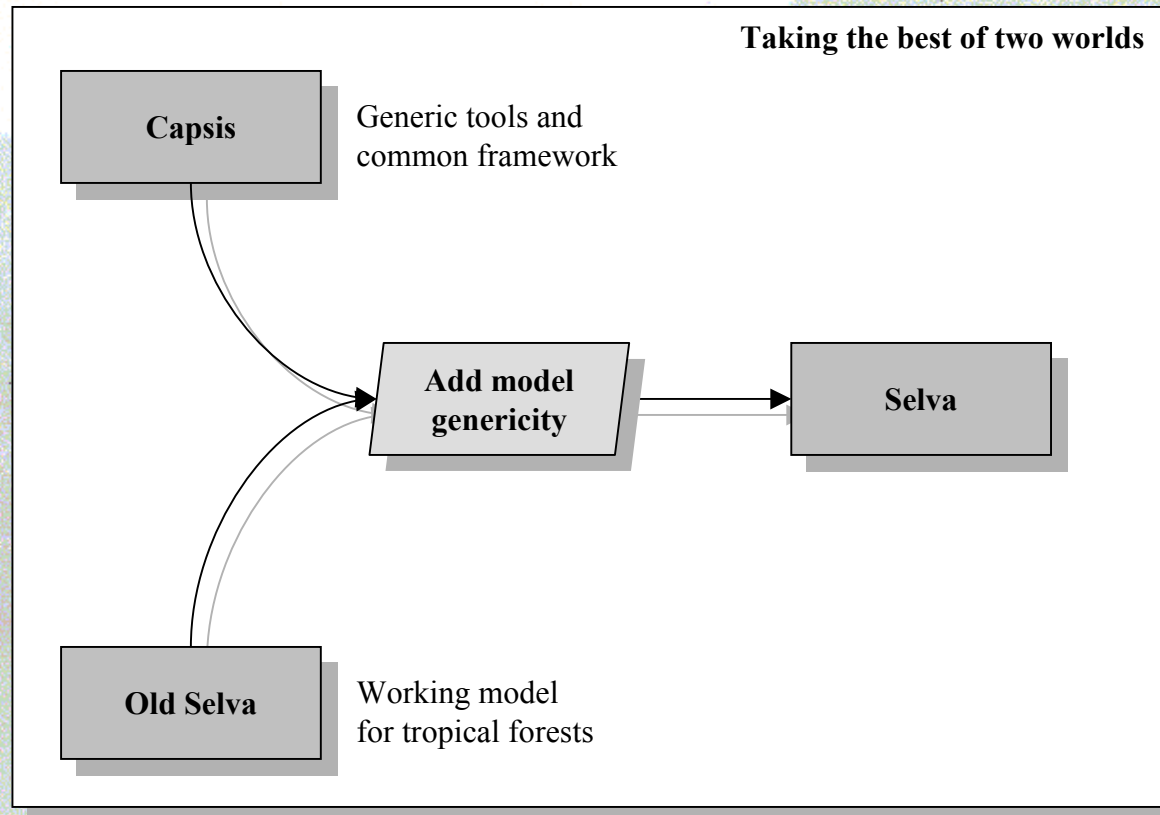 Taking the best of two worlds
Capsis
Generic tools and
common framework
Add model
genericity
Selva
Old Selva
Working model
for tropical forests